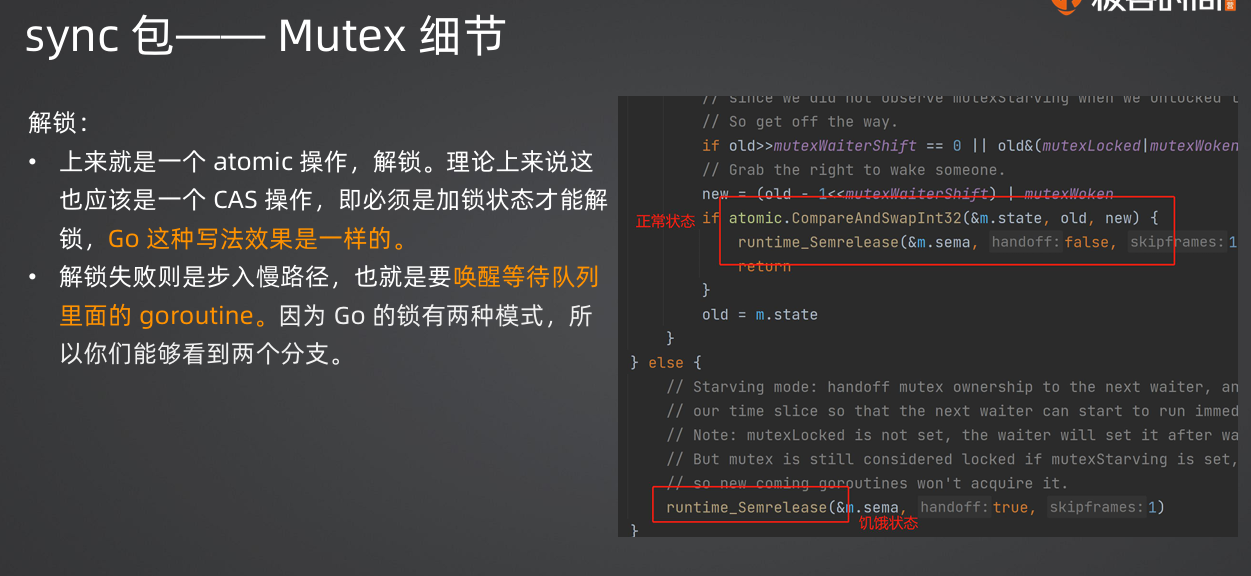 sync 包—— Mutex 细节
极客时间
解锁：
• 上来就是一个 atomic 操作，解锁。理论上来说这
也应该是一个 CAS 操作，即必须是加锁状态才能解
锁，Go 这种写法效果是一样的。
• 解锁失败则是步入慢路径，也就是要唤醒等待队列
里面的 goroutine。因为 Go 的锁有两种模式，所
以你们能够看到两个分支。
// since we did not observe mutexStarving when we unlocked
// So get off the way.
if old>>mutexWaiterShift == 0 || old&(mutexLocked|mutexWoken
// Grab the right to wake someone.
new = (old - 1<<mutexWaiterShift) | mutexWoken
正常状态
if atomic.CompareAndSwapInt32(&m.state, old, new) {
runtime_Semrelease(&m.sema, handoff: false, skipframes: 1
return
}
old = m.state
}
} else {
// Starving mode: handoff mutex ownership to the next waiter, an
// our time slice so that the next waiter can start to run immed
// Note: mutexLocked is not set, the waiter will set it after wa
// But mutex is still considered locked if mutexStarving is set,
// so new coming goroutines won't acquire it.
runtime_Semrelease(&m.sema, handoff: true, skipframes: 1)
饥饿状态
}